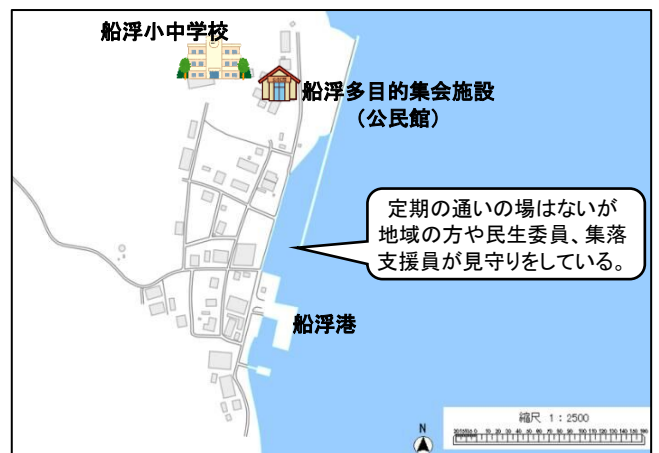 船浮小中学校
船浮多目的集会施設
（公民館）
定期の通いの場はないが
地域の方や民生委員、集落
支援員が見守りをしている。
船浮港
N
縮尺 1：2500